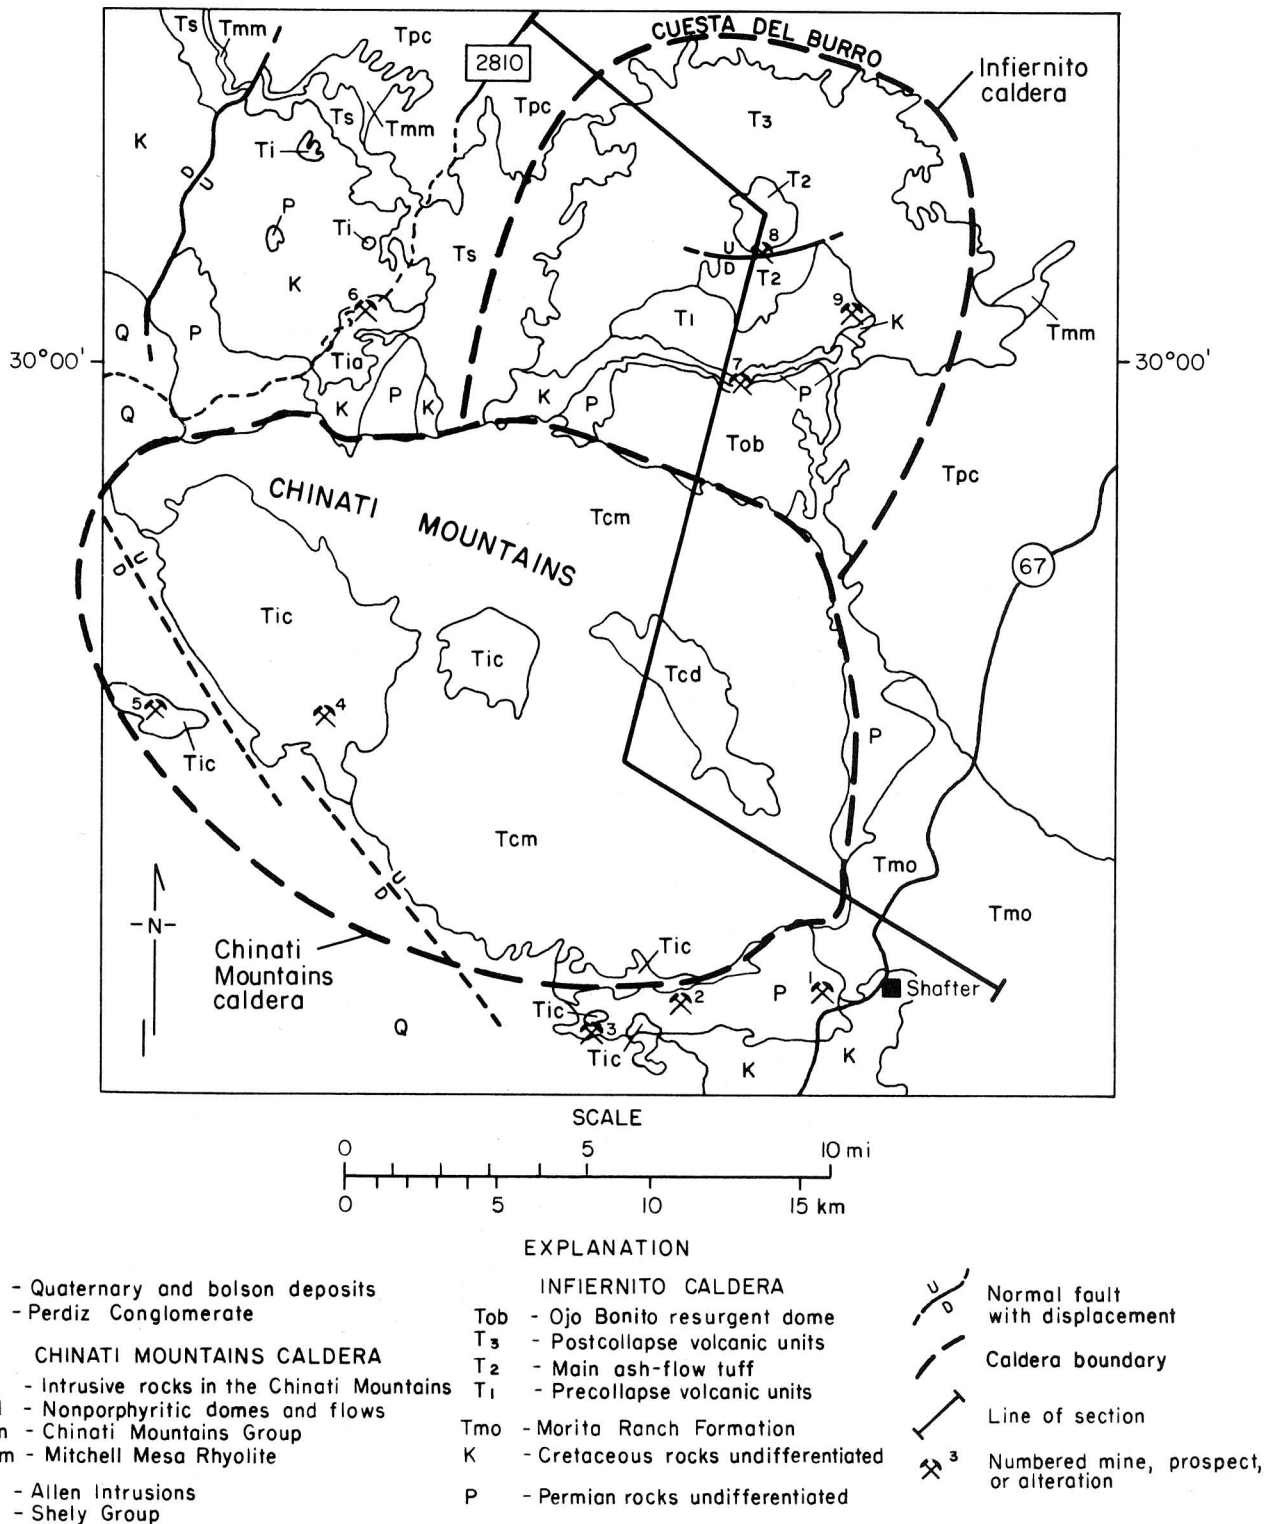 Ts
Tmm
Tpc
2810
CUESTA DEL BURRO
Infiernito
caldera
Tpc
T3
K
Ts
Tmm
Ti
D U
P
T2
Ti
Ts
8
U
D
T2
K
6
9
K
Q
P
TI
Tmm
30°00'
Tia
7
30°00'
P
Q
K
P
K
K
P
Tob
Tpc
CHINATI MOUNTAINS
Tcm
67
U
D
Tic
Tic
Tcd
5
4
P
Tic
Tcm
Tmo
U
D
-N-
Tmo
Chinati
Mountains
caldera
Tic
P
1
Shafter
2
Tic
Q
3
Tic
K
K
SCALE
0 5 10 mi
0 5 10 15 km
EXPLANATION
- Quaternary and bolson deposits
- Perdiz Conglomerate
CHINATI MOUNTAINS CALDERA
- Intrusive rocks in the Chinati Mountains
- Nonporphyritic domes and flows
n - Chinati Mountains Group
m - Mitchell Mesa Rhyolite
- Allen Intrusions
- Shely Group
INFIERNITO CALDERA
Tob - Ojo Bonito resurgent dome
T3 - Postcollapse volcanic units
T2 - Main ash-flow tuff
TI - Precollapse volcanic units
Tmo - Morita Ranch Formation
K - Cretaceous rocks undifferentiated
P - Permian rocks undifferentiated
U
D
Normal fault
with displacement
Caldera boundary
Line of section
3
Numbered mine, prospect,
or alteration